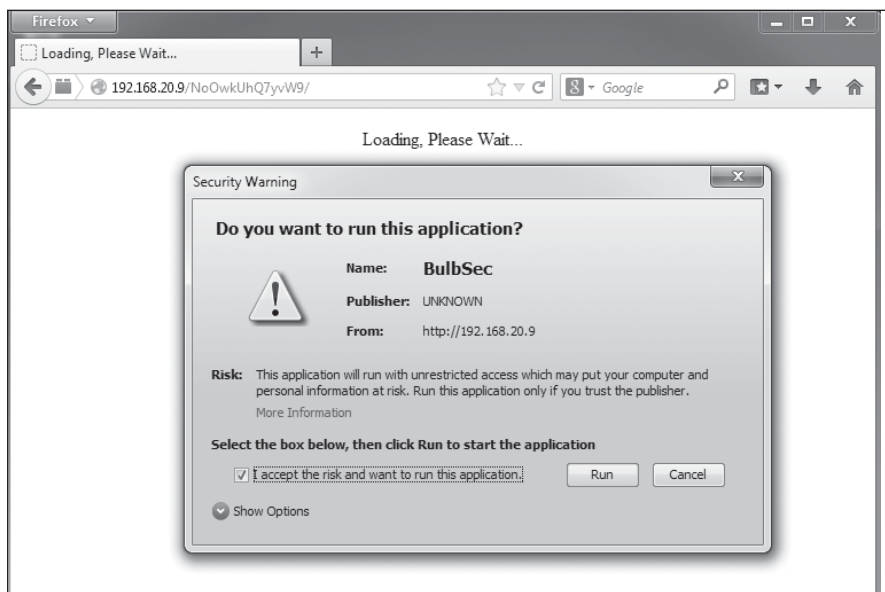 Firefox
Loading, Please Wait...
192.168.20.9/NoOwkUhQ7yvW9/
Google
Loading, Please Wait...
Security Warning
Do you want to run this application?
Name: BulbSec
Publisher: UNKNOWN
From: http://192.168.20.9
Risk: This application will run with unrestricted access which may put your computer and
personal information at risk. Run this application only if you trust the publisher.
More Information
Select the box below, then click Run to start the application
I accept the risk and want to run this application.
Run
Cancel
Show Options